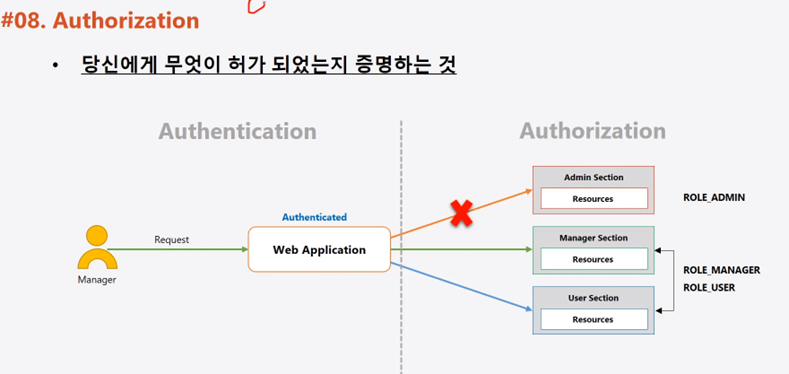 #08. Authorization
• 당신에게 무엇이 허가 되었는지 증명하는 것
Authentication
Authorization
Authenticated
Request
Web Application
Manager
Admin Section
Resources
ROLE_ADMIN
Manager Section
Resources
ROLE_MANAGER
ROLE_USER
User Section
Resources